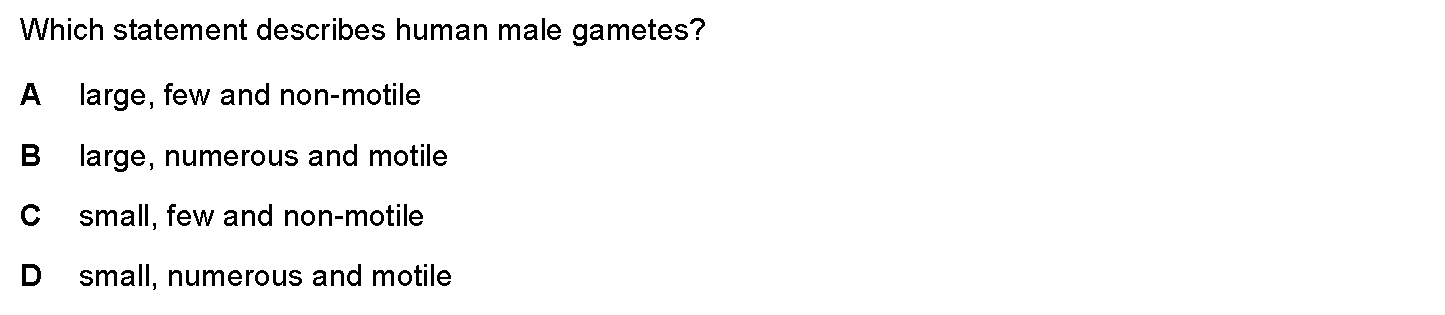 Which statement describes human male gametes?
A large, few and non-motile
B large, numerous and motile
C small, few and non-motile
D small, numerous and motile